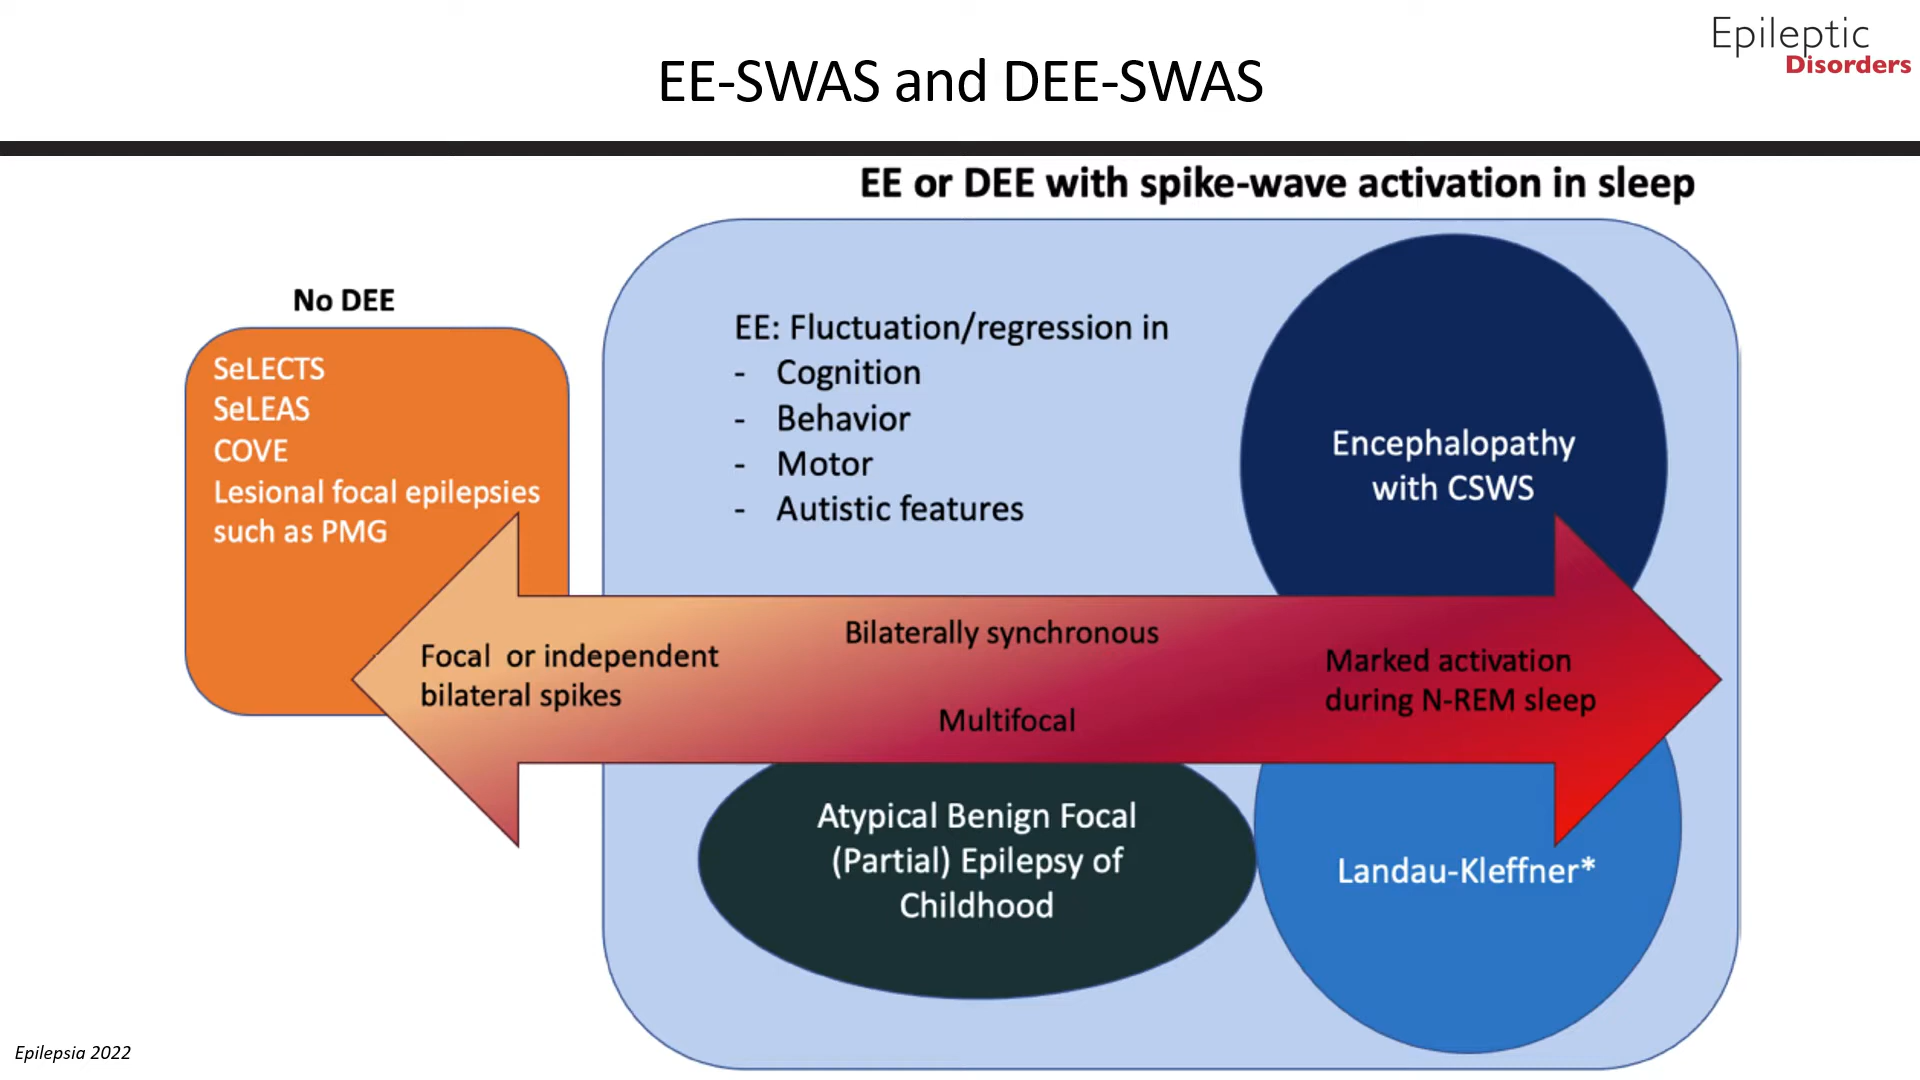 Epileptic
Disorders
EE-SWAS and DEE-SWAS
EE or DEE with spike-wave activation in sleep
No DEE
SeLECTS
SeLEAS
COVE
Lesional focal epilepsies
such as PMG
EE: Fluctuation/regression in
- Cognition
- Behavior
- Motor
- Autistic features
Encephalopathy
with CSWS
Focal or independent
bilateral spikes
Bilaterally synchronous
Multifocal
Marked activation
during N-REM sleep
Atypical Benign Focal
(Partial) Epilepsy of
Childhood
Landau-Kleffner*
Epilepsia 2022